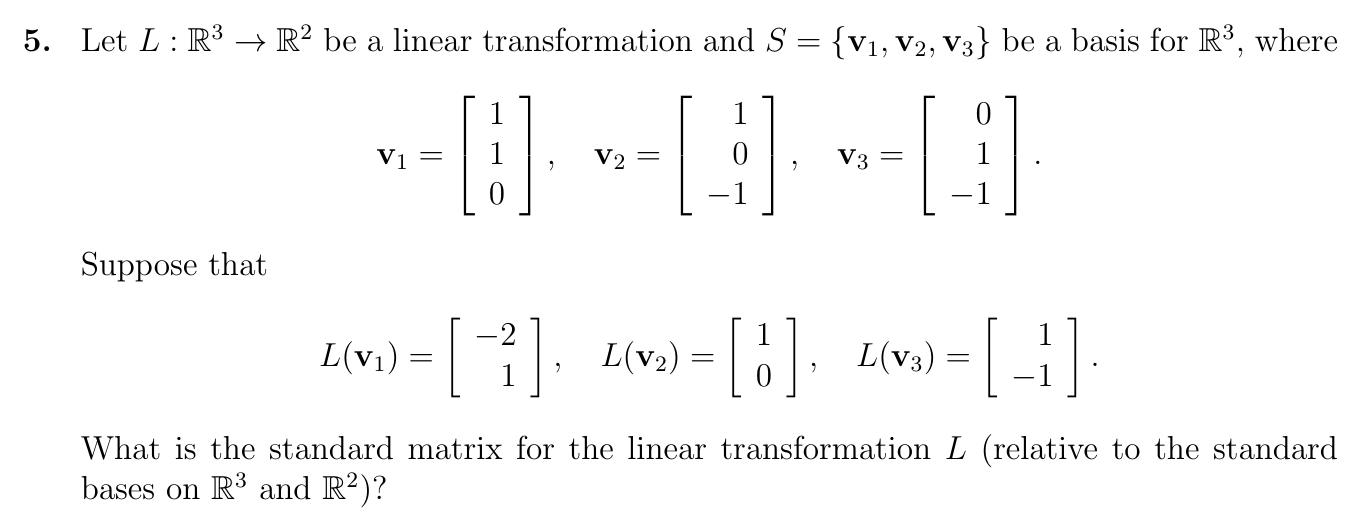 5. Let L : ℝ³ → ℝ² be a linear transformation and S = {v₁, v₂, v₃} be a basis for ℝ³, where
v₁ = [ 1 1 0 ], v₂ = [ 1 0 −1 ], v₃ = [ 0 1 −1 ].
Suppose that
L(v₁) = [ −2 1 ], L(v₂) = [ 1 0 ], L(v₃) = [ 1 −1 ].
What is the standard matrix for the linear transformation L (relative to the standard
bases on ℝ³ and ℝ²)?